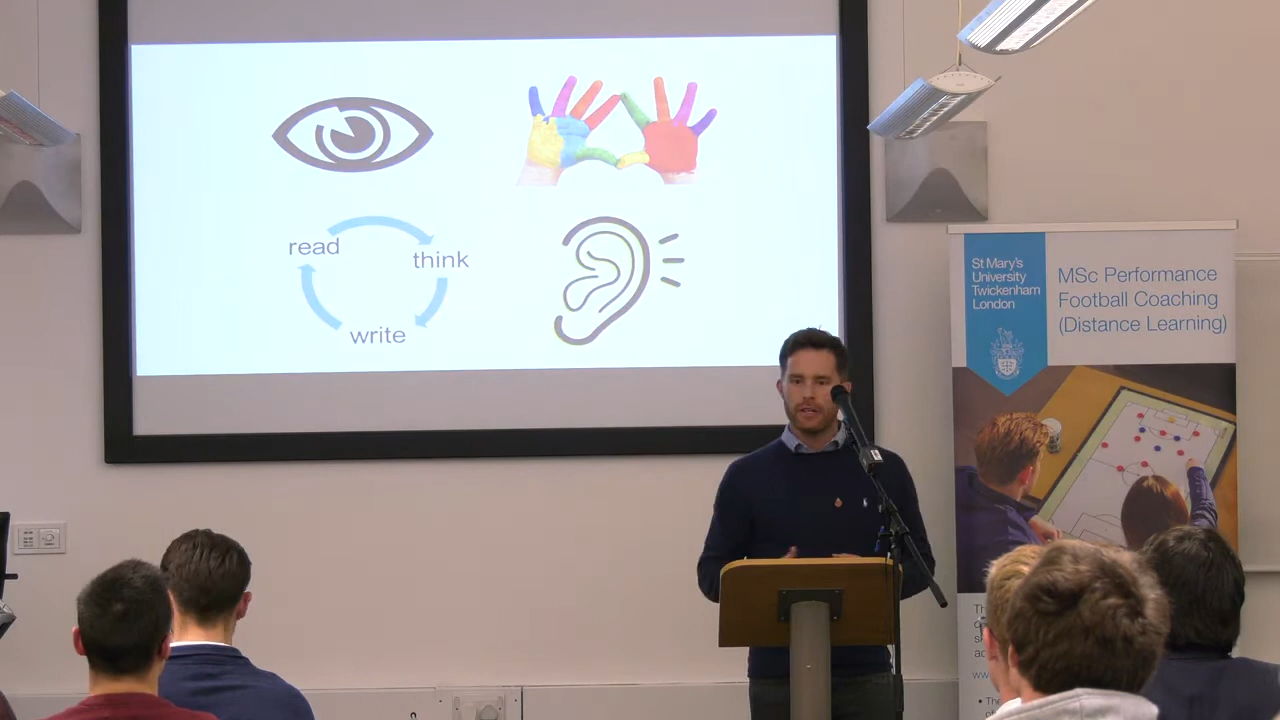 read
think
write
St Mary's
University
Twickenham
London
MSc Performance
Football Coaching
(Distance Learning)